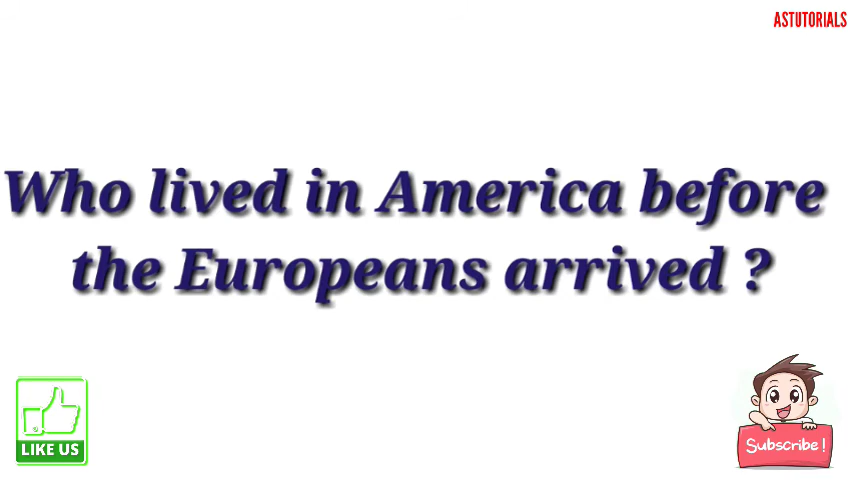 ASTUTORIALS
Who lived in America before
the Europeans arrived ?
LIKE US
Subscribe!